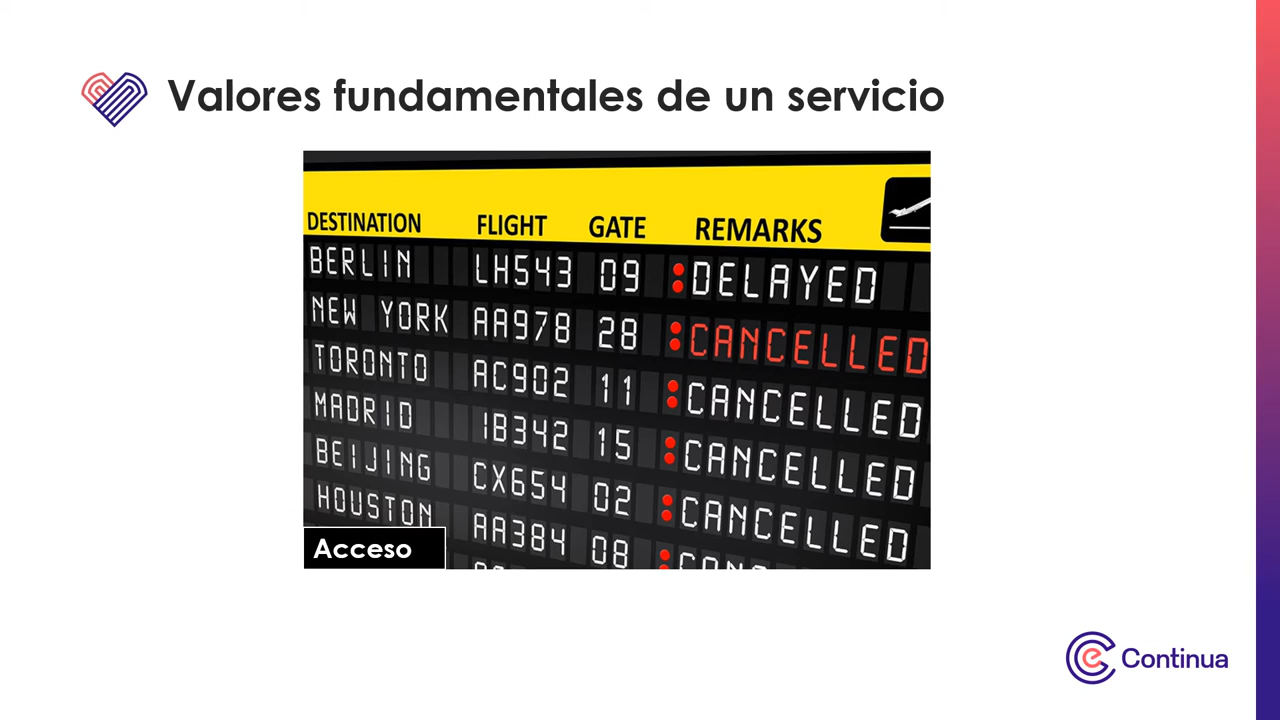 Valores fundamentales de un servicio
DESTINATION FLIGHT GATE REMARKS
BERLIN LH543 09 DELAYED
NEW YORK AA978 28 CANCELLED
TORONTO AC902 11 CANCELLED
MADRID IB342 15 CANCELLED
BEIJING CX654 02 CANCELLED
HOUSTON AA384 08
Acceso
e Continua